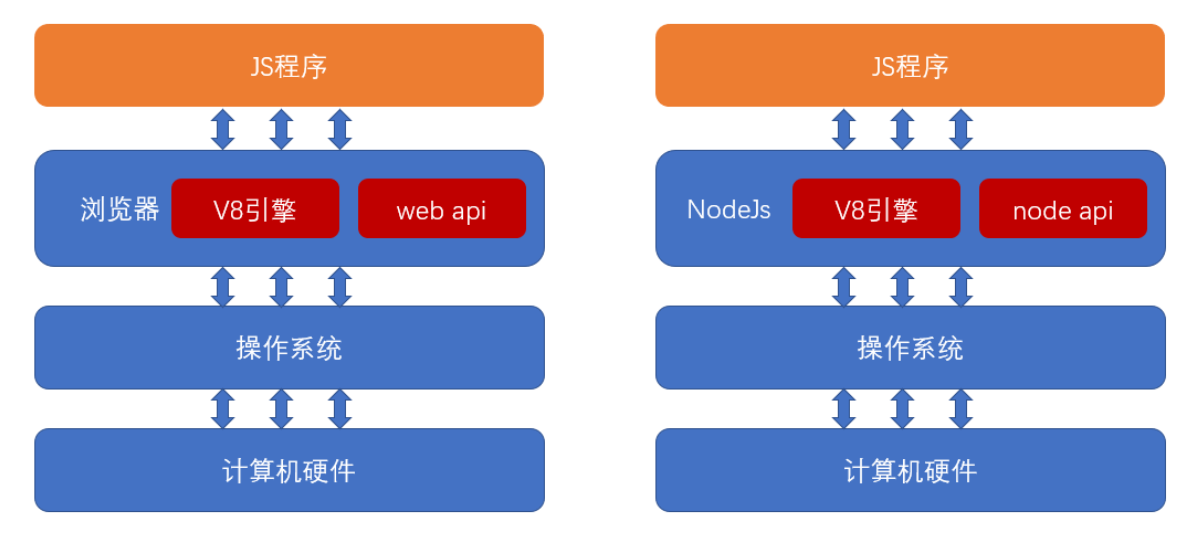 JS程序
浏览器
V8引擎
web api
操作系统
计算机硬件
JS程序
NodeJs
V8引擎
node api
操作系统
计算机硬件